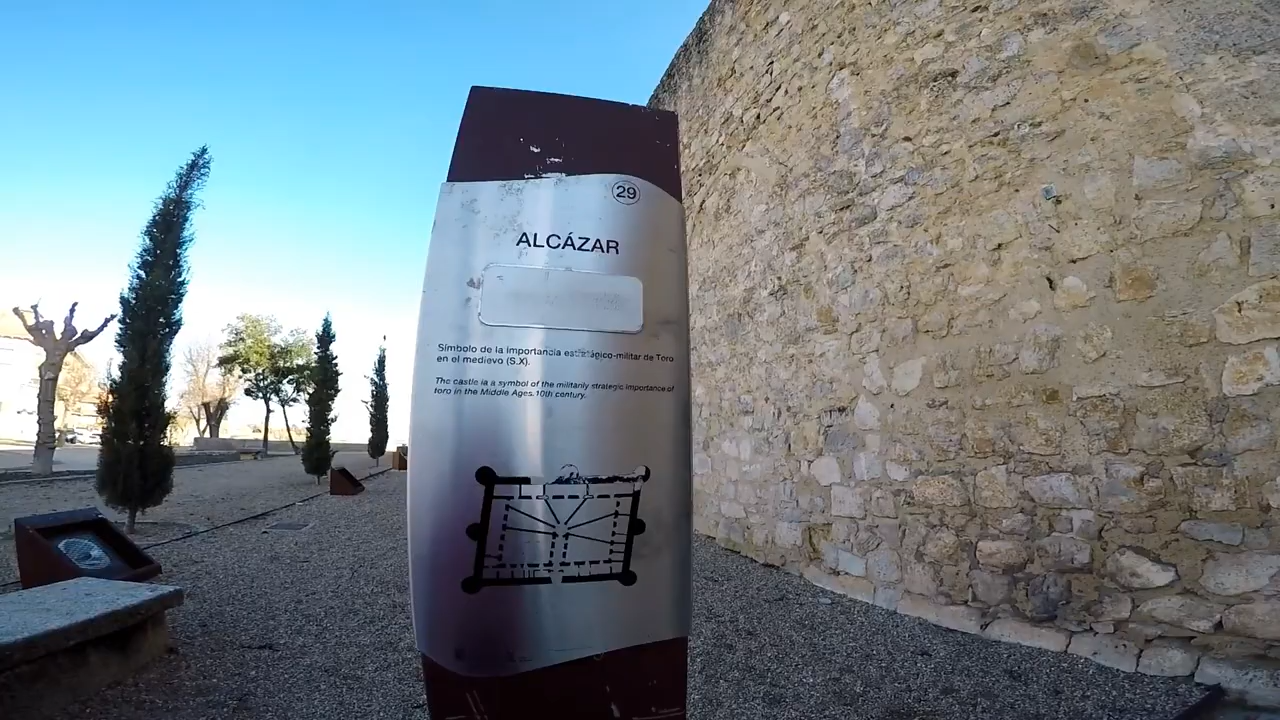 29
ALCÁZAR
Símbolo de la importancia estratégico-militar de Toro
en el medievo (S.X).
The castle is a symbol of the militarily strategic importance of
toro in the Middle Ages.10th century.